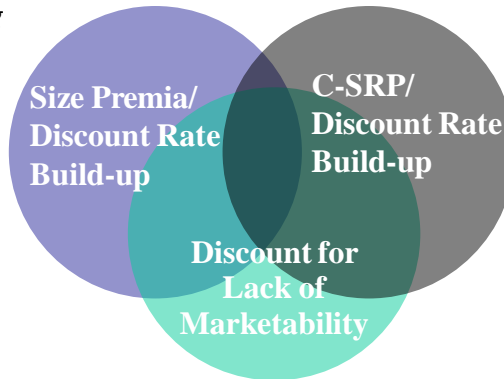 Size Premia/
Discount Rate
Build-up
C-SRP/
Discount Rate
Build-up
Discount for
Lack of
Marketability